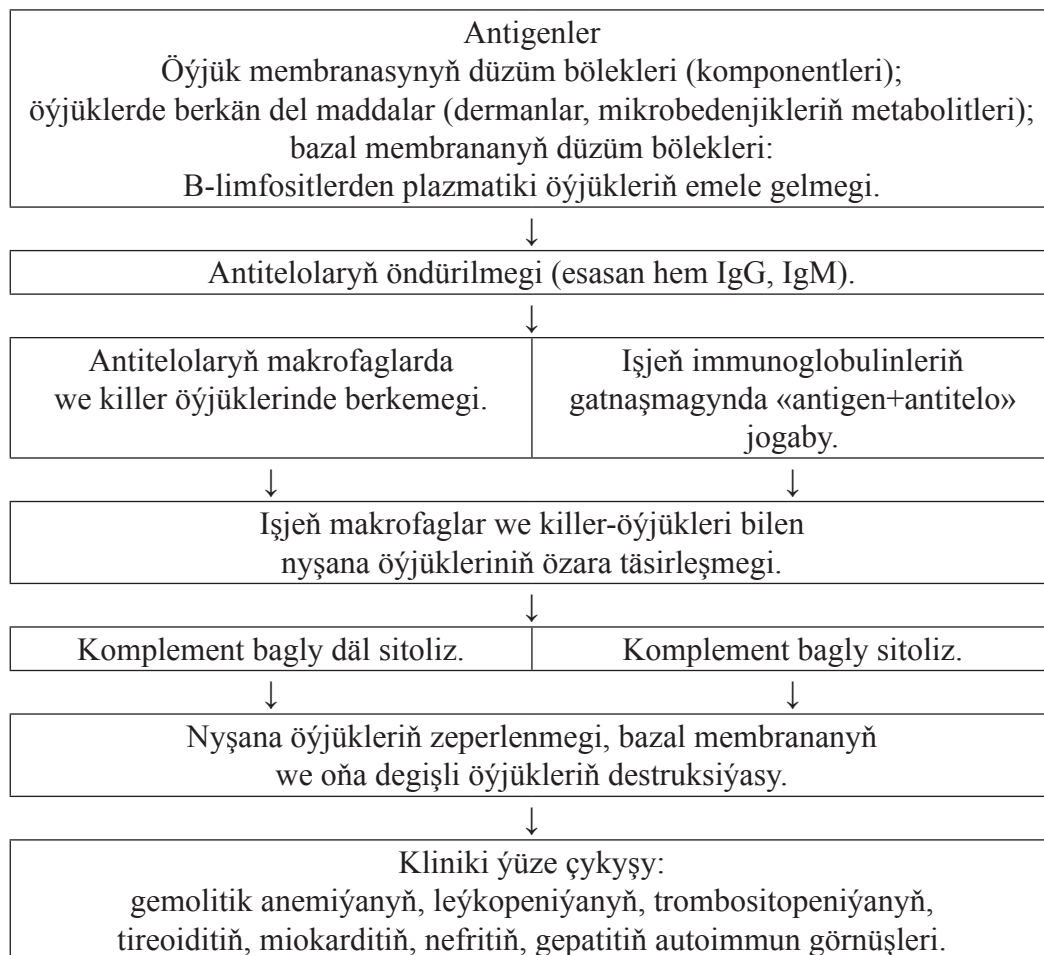 Antigenler
Öýjük membranasynyň düzüm bölekleri (komponentleri);
öýjüklerde berkän del maddalar (dermanlar, mikrobedenjikleriň metabolitleri);
bazal membrananyň düzüm bölekleri:
B-limfositlerden plazmatiki öýjükleriň emele gelmegi.
↓
Antitelolaryň öndürilmegi (esasan hem IgG, IgM).
↓
Antitelolaryň makrofaglarda
we killer öýjüklerinde berkemegi.
Işjeň immunoglobulinleriň
gatnaşmagynda «antigen+antitelo»
jogaby.
↓ ↓
Işjeň makrofaglar we killer-öýjükleri bilen
nyşana öýjükleriniň özara täsirleşmegi.
↓
Komplement bagly däl sitoliz.
Komplement bagly sitoliz.
↓ ↓
Nyşana öýjükleriň zeperlenmegi, bazal membrananyň
we oňa degişli öýjükleriň destruksiýasy.
↓
Kliniki ýüze çykyşy:
gemolitik anemiýanyň, leýkopeniýanyň, trombositopeniýanyň,
tireoiditiň, miokarditiň, nefritiň, gepatitiň autoimmun görnüşleri.